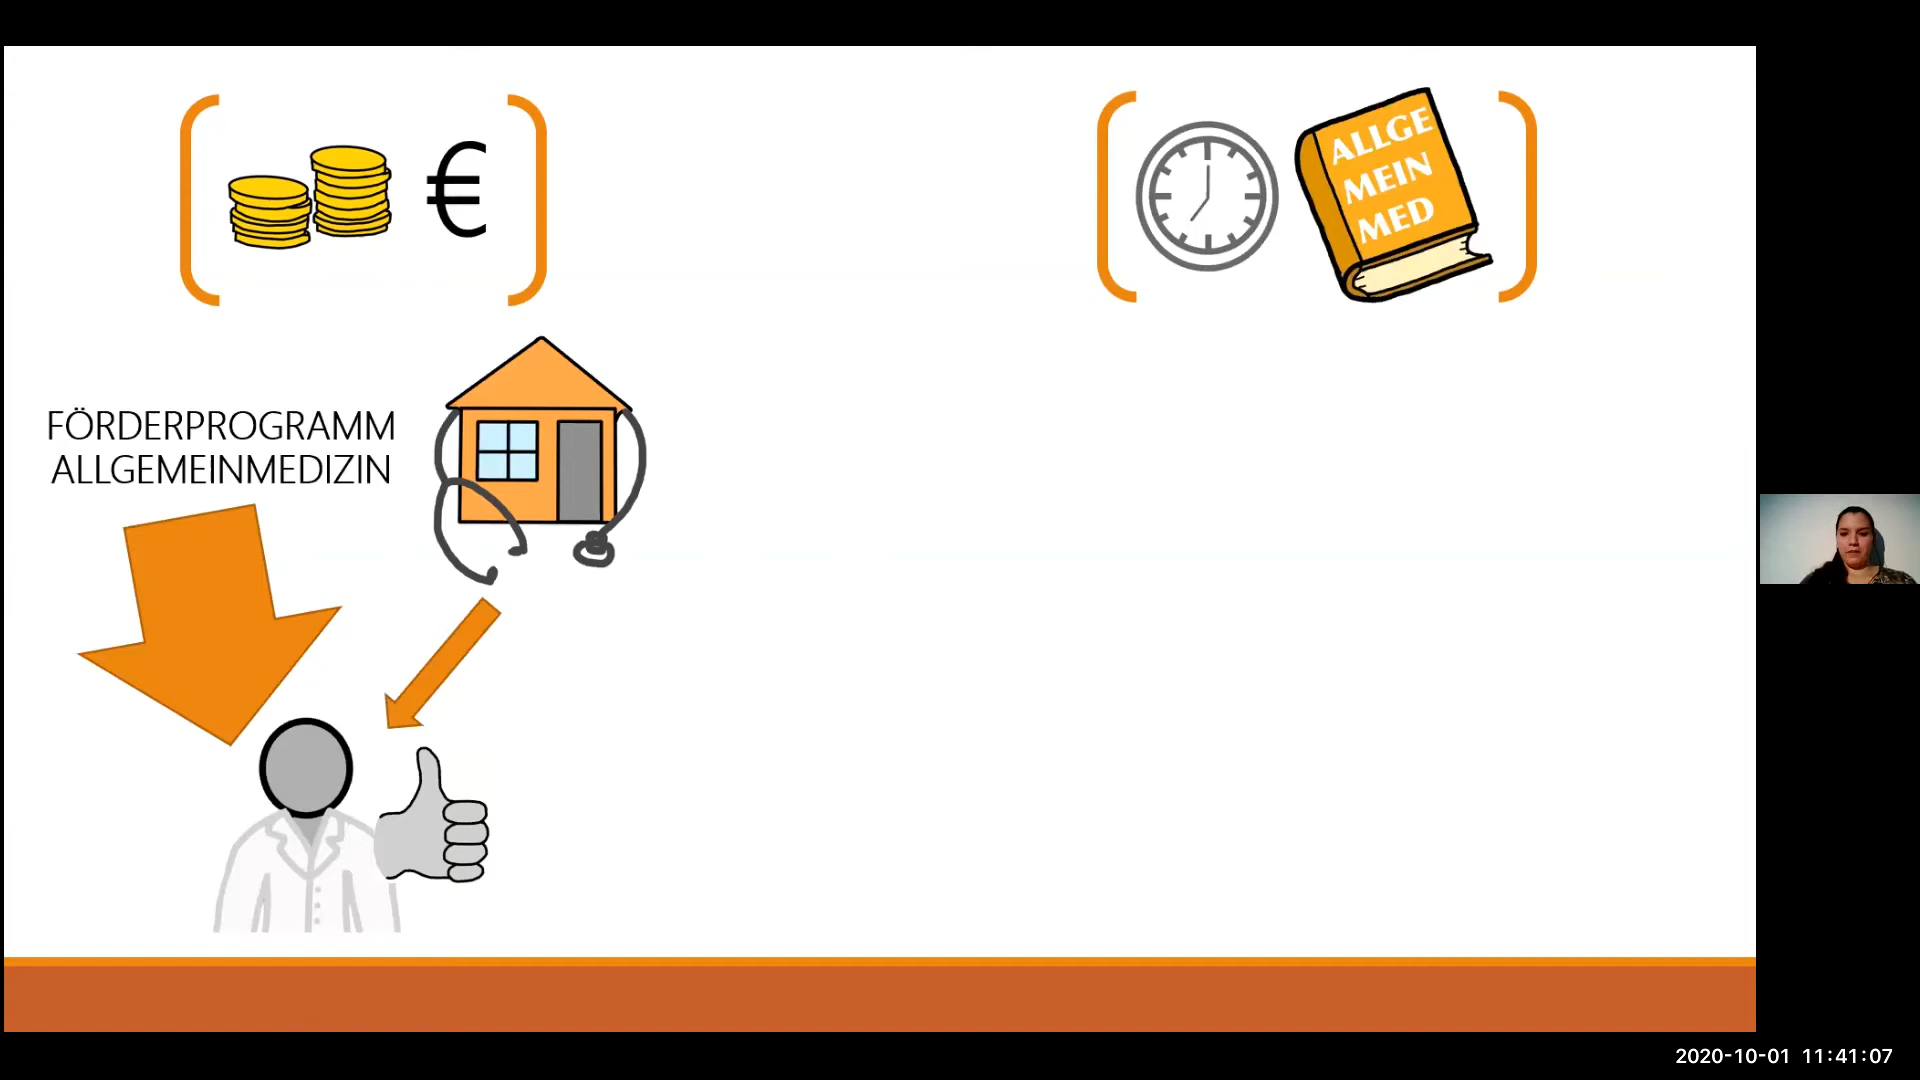 €
ALLGE
MEIN
MED
FÖRDERPROGRAMM
ALLGEMEINMEDIZIN
2020-10-01 11:41:07